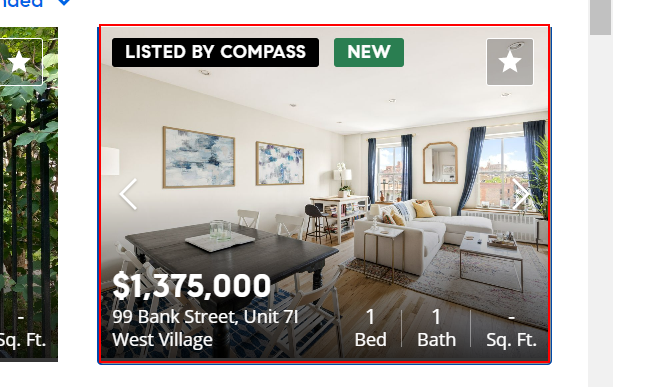 nded
LISTED BY COMPASS
NEW
$1,375,000
99 Bank Street, Unit 7I
West Village
1
Bed
1
Bath
-
Sq. Ft.
-
Sq. Ft.